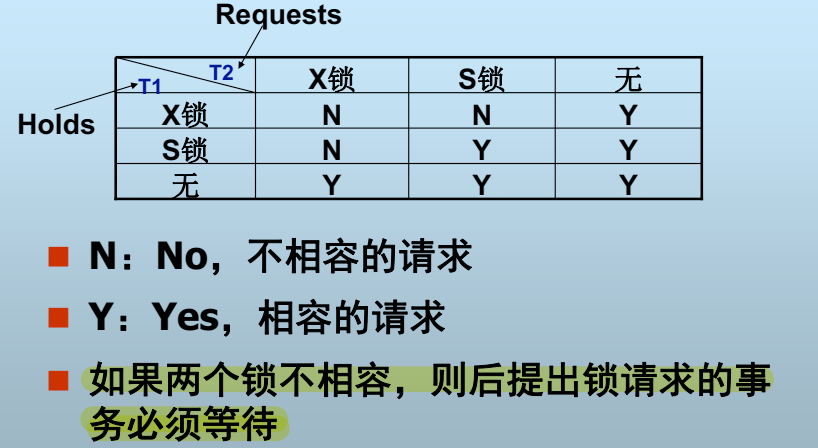 Requests
T2
T1
X锁 S锁 无
Holds
X锁 N N Y
S锁 N Y Y
无 Y Y Y
N：No，不相容的请求
Y：Yes，相容的请求
如果两个锁不相容，则后提出锁请求的事
务必须等待